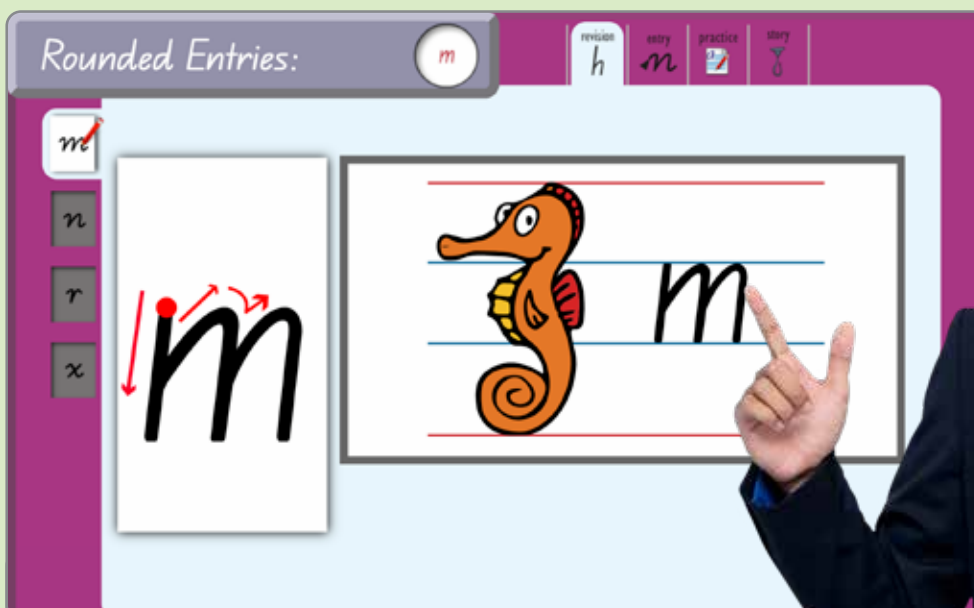 Rounded Entries: m
revision entry practice story
h n
m
n
r
x
m
m